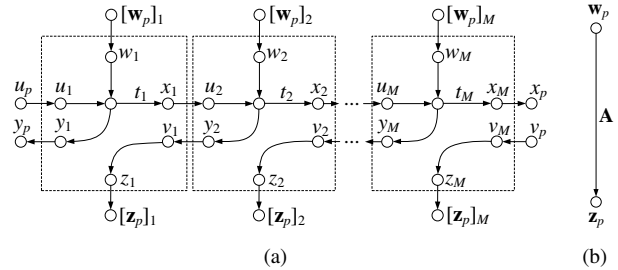 [w_p]_1 [w_p]_2 [w_p]_M w_p
w_1 w_2 w_M
u_p u_1 t_1 x_1 u_2 t_2 x_2 ... u_M t_M x_M x_p
y_p y_1 v_1 y_2 v_2 ... y_M v_M v_p
A
z_1 z_2 z_M
[z_p]_1 [z_p]_2 [z_p]_M z_p
(a) (b)